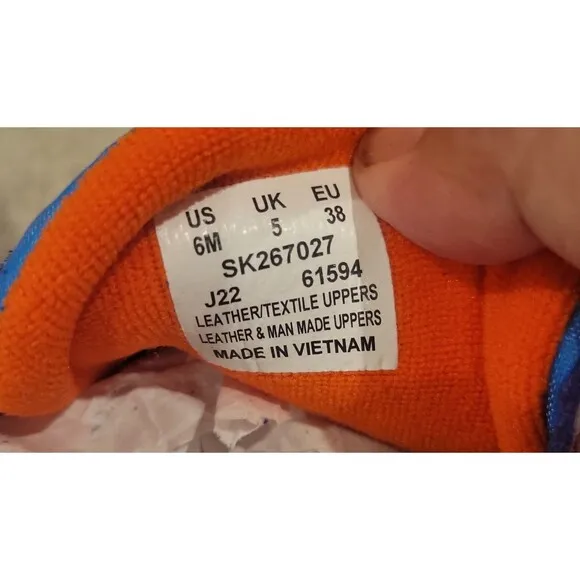 US UK EU
6M 5 38
SK267027
J22 61594
LEATHER/TEXTILE UPPERS
LEATHER & MAN MADE UPPERS
MADE IN VIETNAM